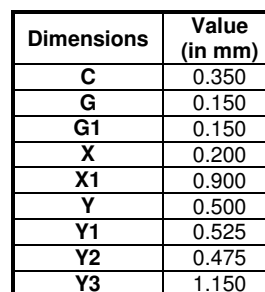 Dimensions Value (in mm)
C 0.350
G 0.150
G1 0.150
X 0.200
X1 0.900
Y 0.500
Y1 0.525
Y2 0.475
Y3 1.150